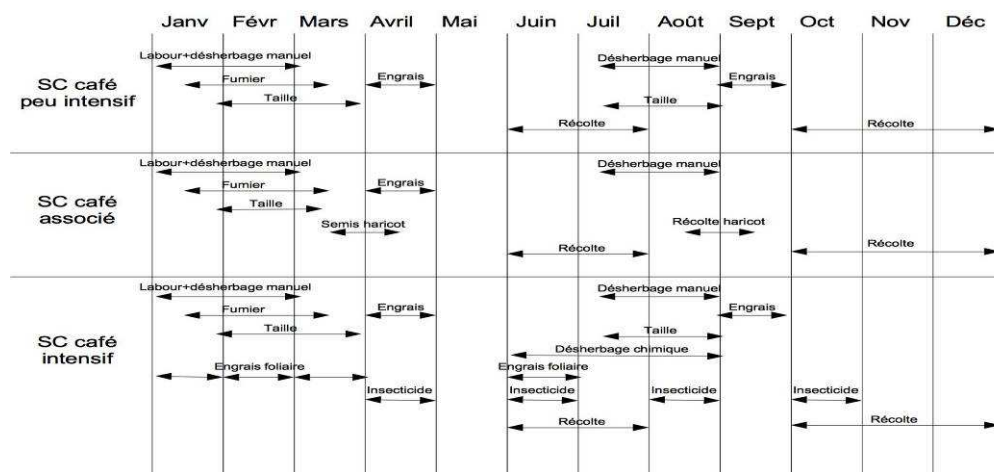 Janv Févr Mars Avril Mai Juin Juil Août Sept Oct Nov Déc
SC café
peu intensif
Labour+désherbage manuel Désherbage manuel
Fumier Engrais Engrais
Taille Taille
Récolte Récolte
SC café
associé
Labour+désherbage manuel Désherbage manuel
Fumier Engrais
Taille
Semis haricot Récolte haricot
Récolte Récolte
SC café
intensif
Labour+désherbage manuel Désherbage manuel
Fumier Engrais Engrais
Taille Taille
Désherbage chimique
Engrais foliaire Engrais foliaire
Insecticide Insecticide Insecticide Insecticide
Récolte Récolte